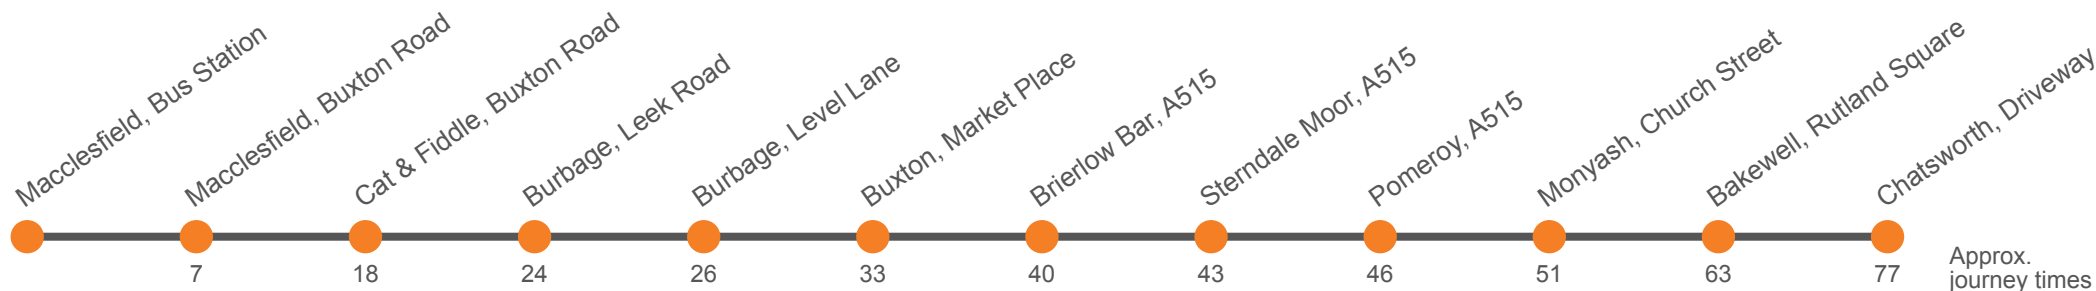 Macclesfield, Bus Station
Macclesfield, Buxton Road
Cat & Fiddle, Buxton Road
Burbage, Leek Road
Burbage, Level Lane
Buxton, Market Place
Brierlow Bar, A515
Sterndale Moor, A515
Pomeroy, A515
Monyash, Church Street
Bakewell, Rutland Square
Chatsworth, Driveway
7 18 24 26 33 40 43 46 51 63 77
Approx.
journey times